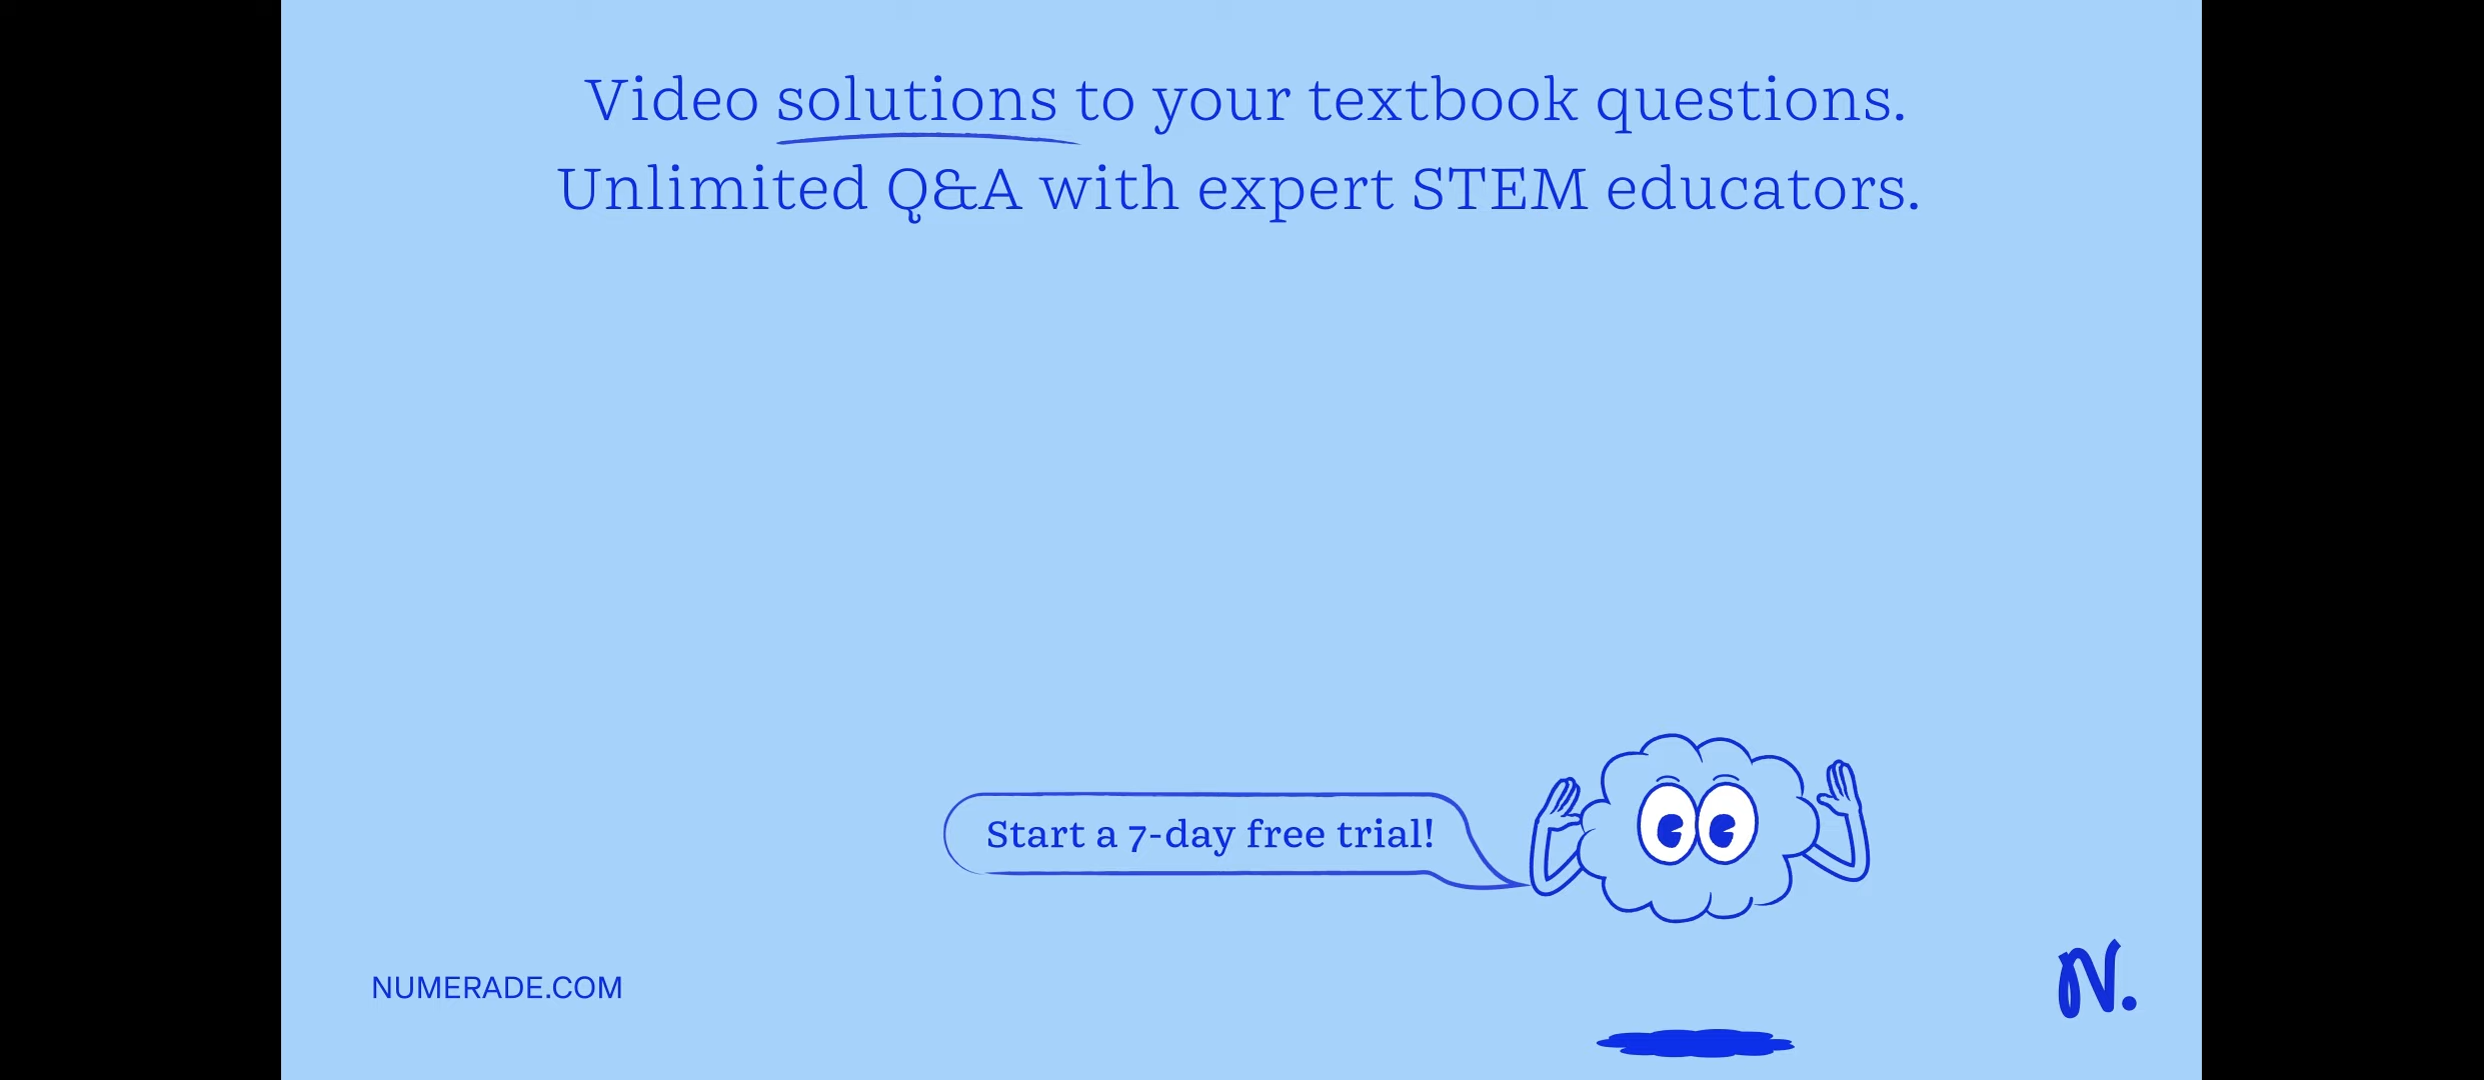 Video solutions to your textbook questions.
Unlimited Q&A with expert STEM educators.
Start a 7-day free trial!
NUMERADE.COM
N.